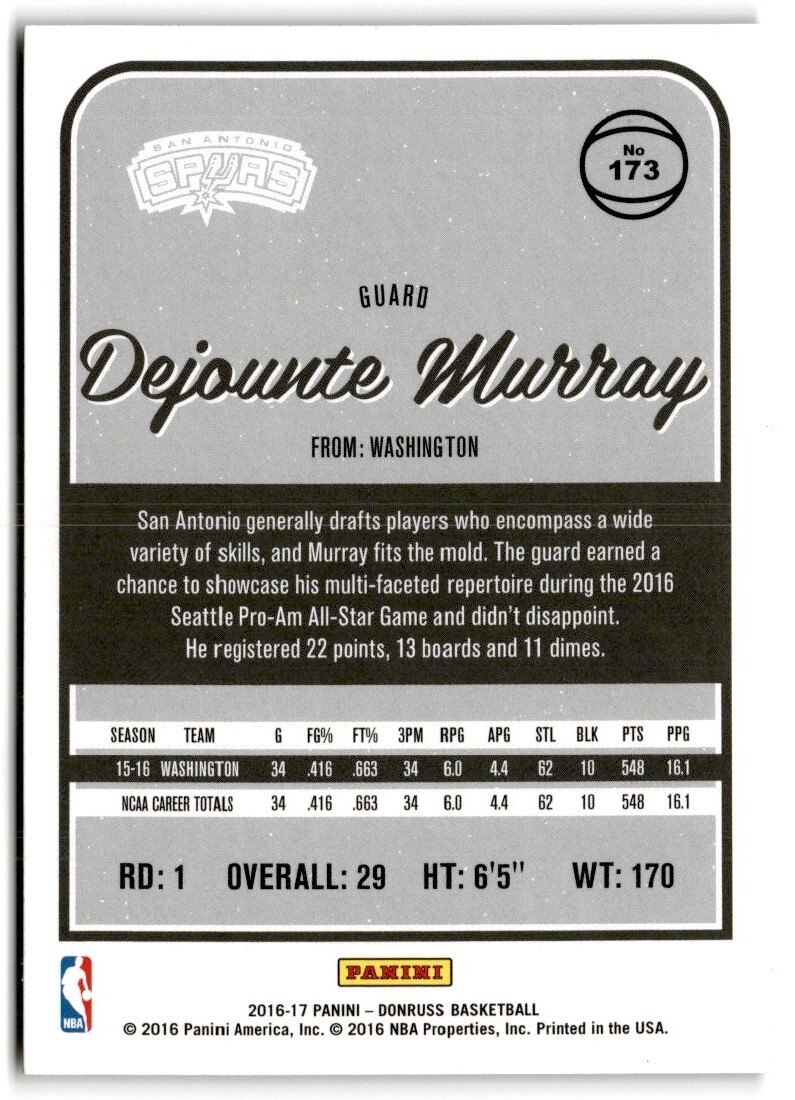 SAN ANTONIO
SPURS
No
173
GUARD
Dejounte Murray
FROM: WASHINGTON
San Antonio generally drafts players who encompass a wide
variety of skills, and Murray fits the mold. The guard earned a
chance to showcase his multi-faceted repertoire during the 2016
Seattle Pro-Am All-Star Game and didn't disappoint.
He registered 22 points, 13 boards and 11 dimes.
SEASON TEAM G FG% FT% 3PM RPG APG STL BLK PTS PPG
15-16 WASHINGTON 34 .416 .663 34 6.0 4.4 62 10 548 16.1
NCAA CAREER TOTALS 34 .416 .663 34 6.0 4.4 62 10 548 16.1
RD: 1 OVERALL: 29 HT: 6'5" WT: 170
NBA
PANINI
2016-17 PANINI – DONRUSS BASKETBALL
© 2016 Panini America, Inc. © 2016 NBA Properties, Inc. Printed in the USA.